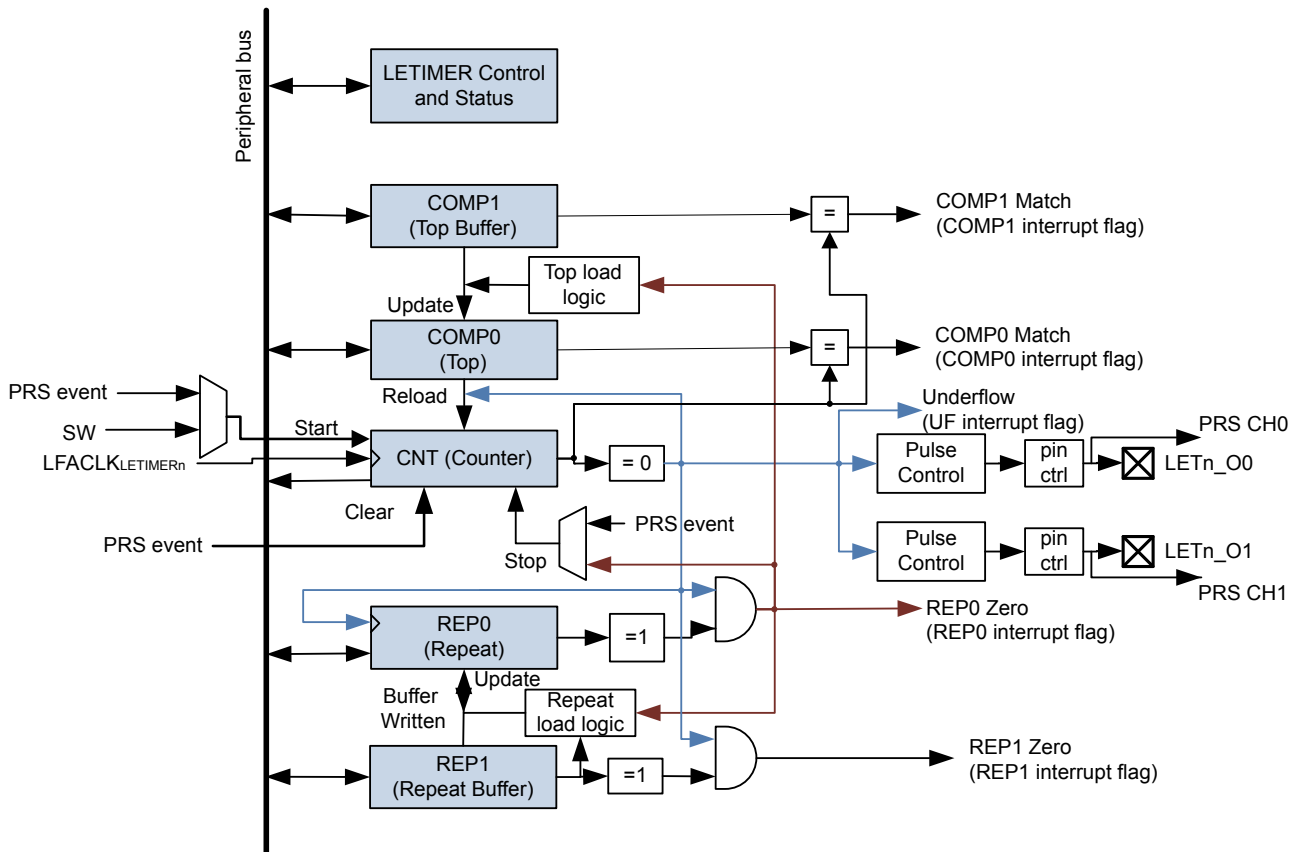 Peripheral bus
LETIMER Control
and Status
COMP1
(Top Buffer)
=
COMP1 Match
(COMP1 interrupt flag)
Top load
logic
Update
COMP0
(Top)
=
COMP0 Match
(COMP0 interrupt flag)
Reload
PRS event
SW
Start
LFACLKLETIMERn
CNT (Counter)
= 0
Underflow
(UF interrupt flag)
Pulse
Control
pin
ctrl
PRS CH0
LETn_O0
Clear
PRS event
Stop
PRS event
Pulse
Control
pin
ctrl
LETn_O1
PRS CH1
REP0
(Repeat)
=1
REP0 Zero
(REP0 interrupt flag)
Update
Buffer
Written
Repeat
load logic
REP1
(Repeat Buffer)
=1
REP1 Zero
(REP1 interrupt flag)